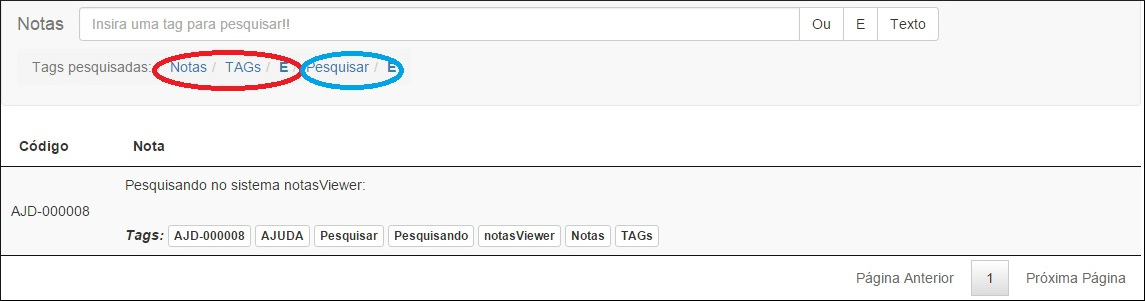 Notas Insira uma tag para pesquisar!! Ou E Texto
Tags pesquisadas: Notas / TAGs / E Pesquisar / E
Código Nota
Pesquisando no sistema notasViewer:
AJD-000008
Tags: AJD-000008 AJUDA Pesquisar Pesquisando notasViewer Notas TAGs
Página Anterior 1 Próxima Página